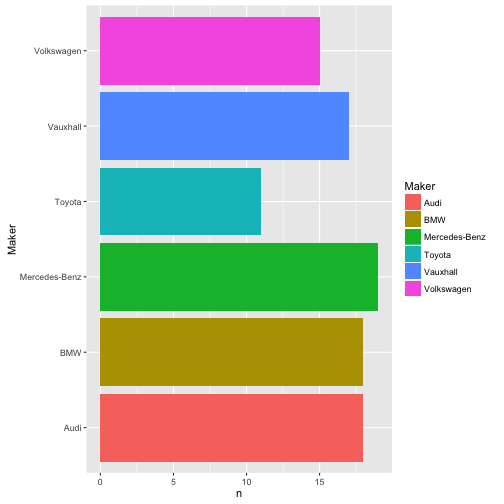 Volkswagen
Vauxhall
Toyota
Mercedes-Benz
BMW
Audi
Maker
0 5 10 15
n
Maker
Audi
BMW
Mercedes-Benz
Toyota
Vauxhall
Volkswagen